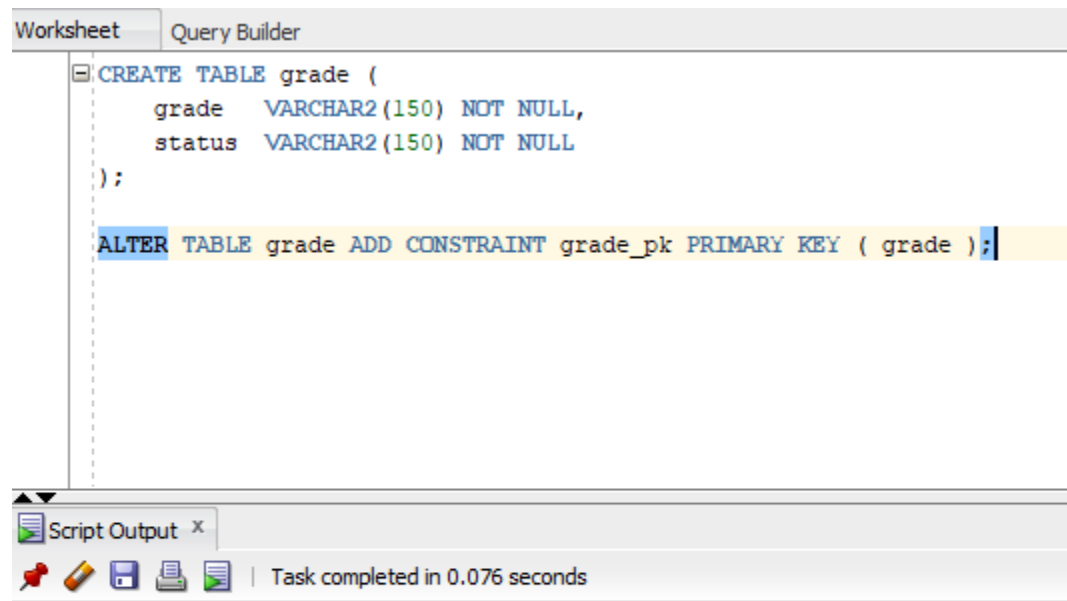 Worksheet Query Builder
CREATE TABLE grade (
    grade   VARCHAR2(150) NOT NULL,
    status  VARCHAR2(150) NOT NULL
);
ALTER TABLE grade ADD CONSTRAINT grade_pk PRIMARY KEY ( grade );
Script Output x
Task completed in 0.076 seconds